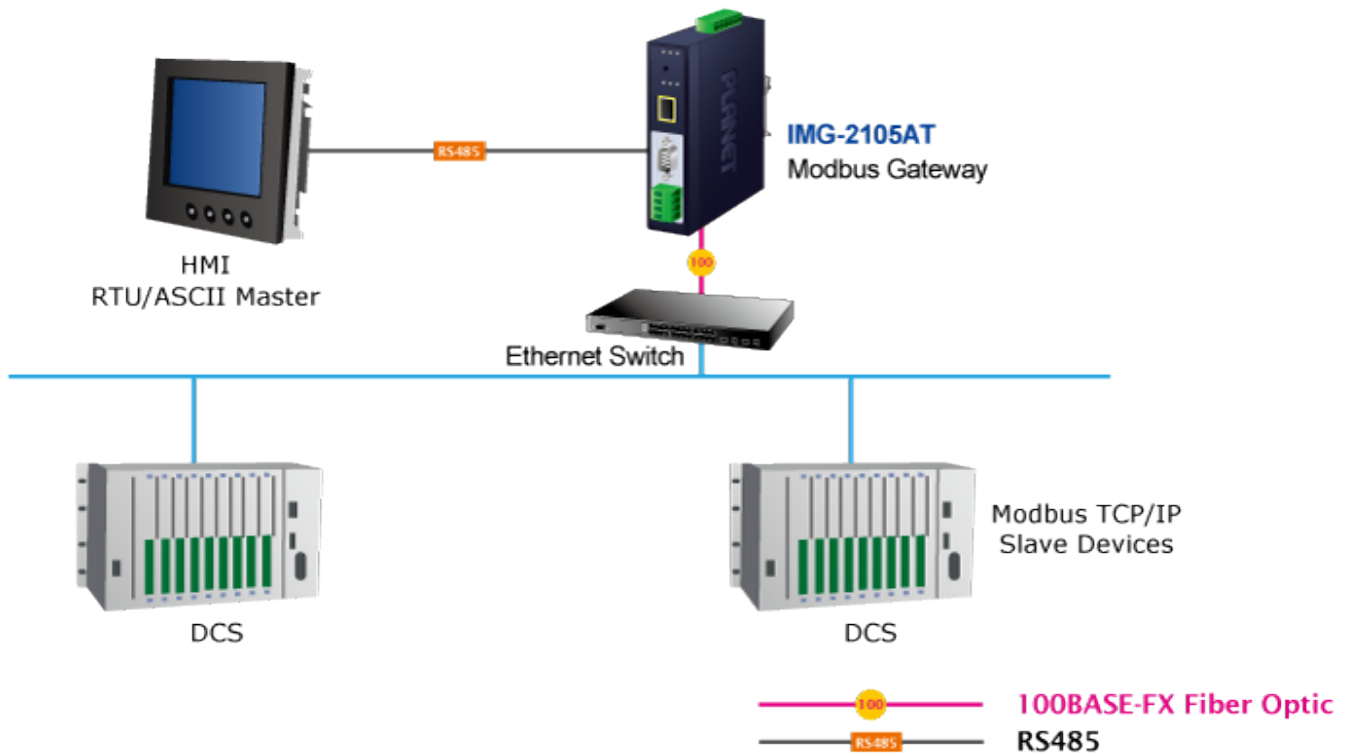 PLANET
IMG-2105AT
Modbus Gateway
RS485
HMI
RTU/ASCII Master
100
Ethernet Switch
Modbus TCP/IP
Slave Devices
DCS
DCS
100
100BASE-FX Fiber Optic
RS485
RS485